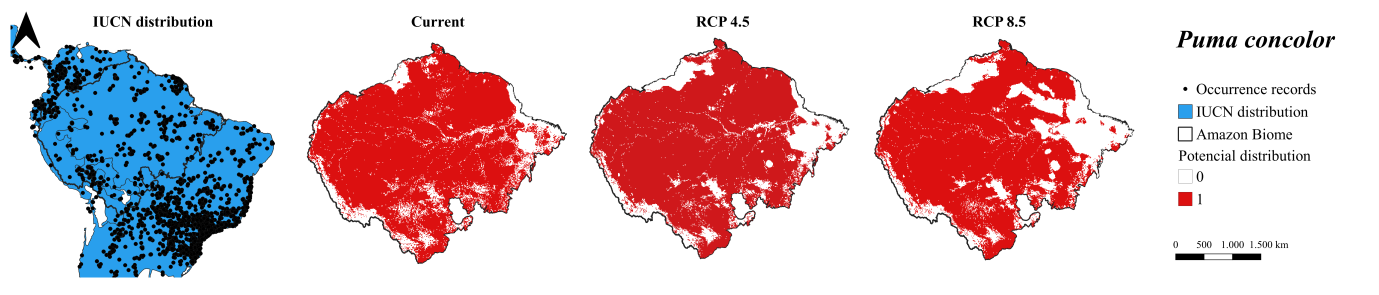 IUCN distribution
Current
RCP 4.5
RCP 8.5
Puma concolor
Occurrence records
IUCN distribution
Amazon Biome
Potencial distribution
0
1
0 500 1.000 1.500 km